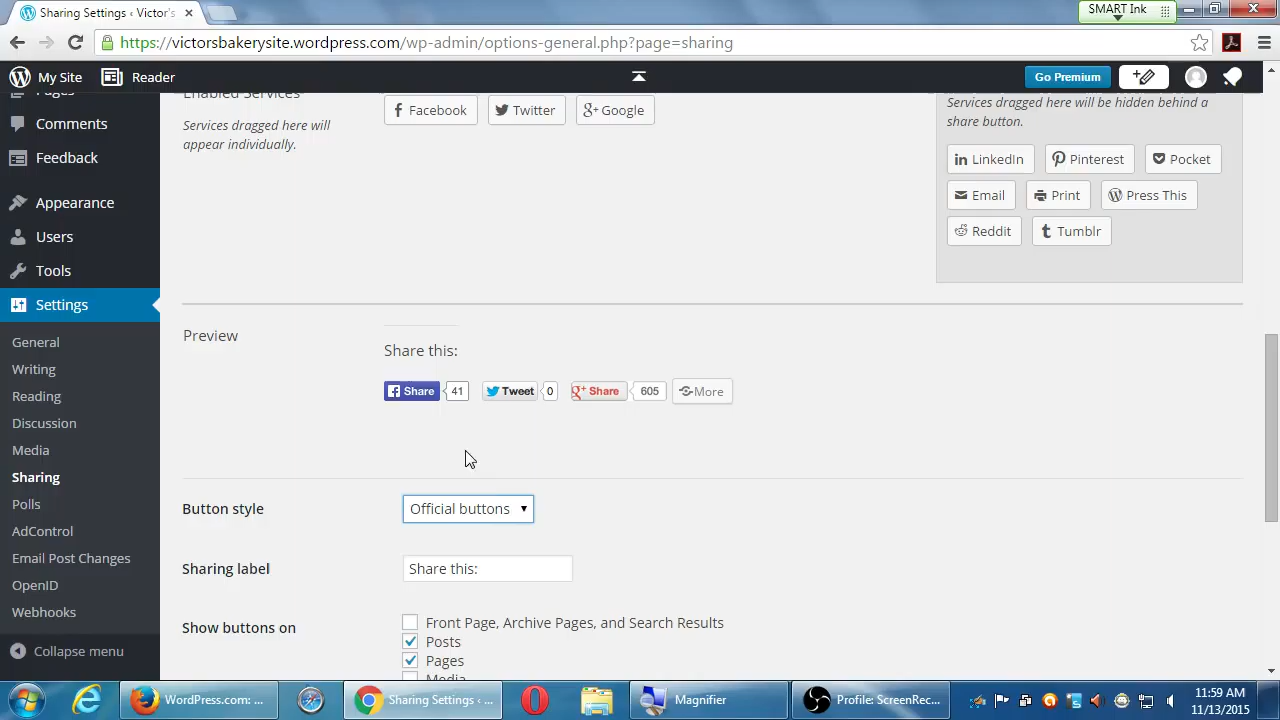 Sharing Settings ‹ Victor's
SMART Ink
https://victorsbakerysite.wordpress.com/wp-admin/options-general.php?page=sharing
My Site
Reader
Go Premium
Pages
Comments
Feedback
Appearance
Users
Tools
Settings
General
Writing
Reading
Discussion
Media
Sharing
Polls
AdControl
Email Post Changes
OpenID
Webhooks
Collapse menu
Enabled Services
Services dragged here will
appear individually.
Facebook
Twitter
Google
Services dragged here will be hidden behind a
share button.
LinkedIn
Pinterest
Pocket
Email
Print
Press This
Reddit
Tumblr
Preview
Share this:
Share 41
Tweet 0
Share 605
More
Button style
Official buttons
Sharing label
Share this:
Show buttons on
Front Page, Archive Pages, and Search Results
Posts
Pages
Media
WordPress.com: ...
Sharing Settings ‹ ...
Magnifier
Profile: ScreenRec...
11:59 AM
11/13/2015